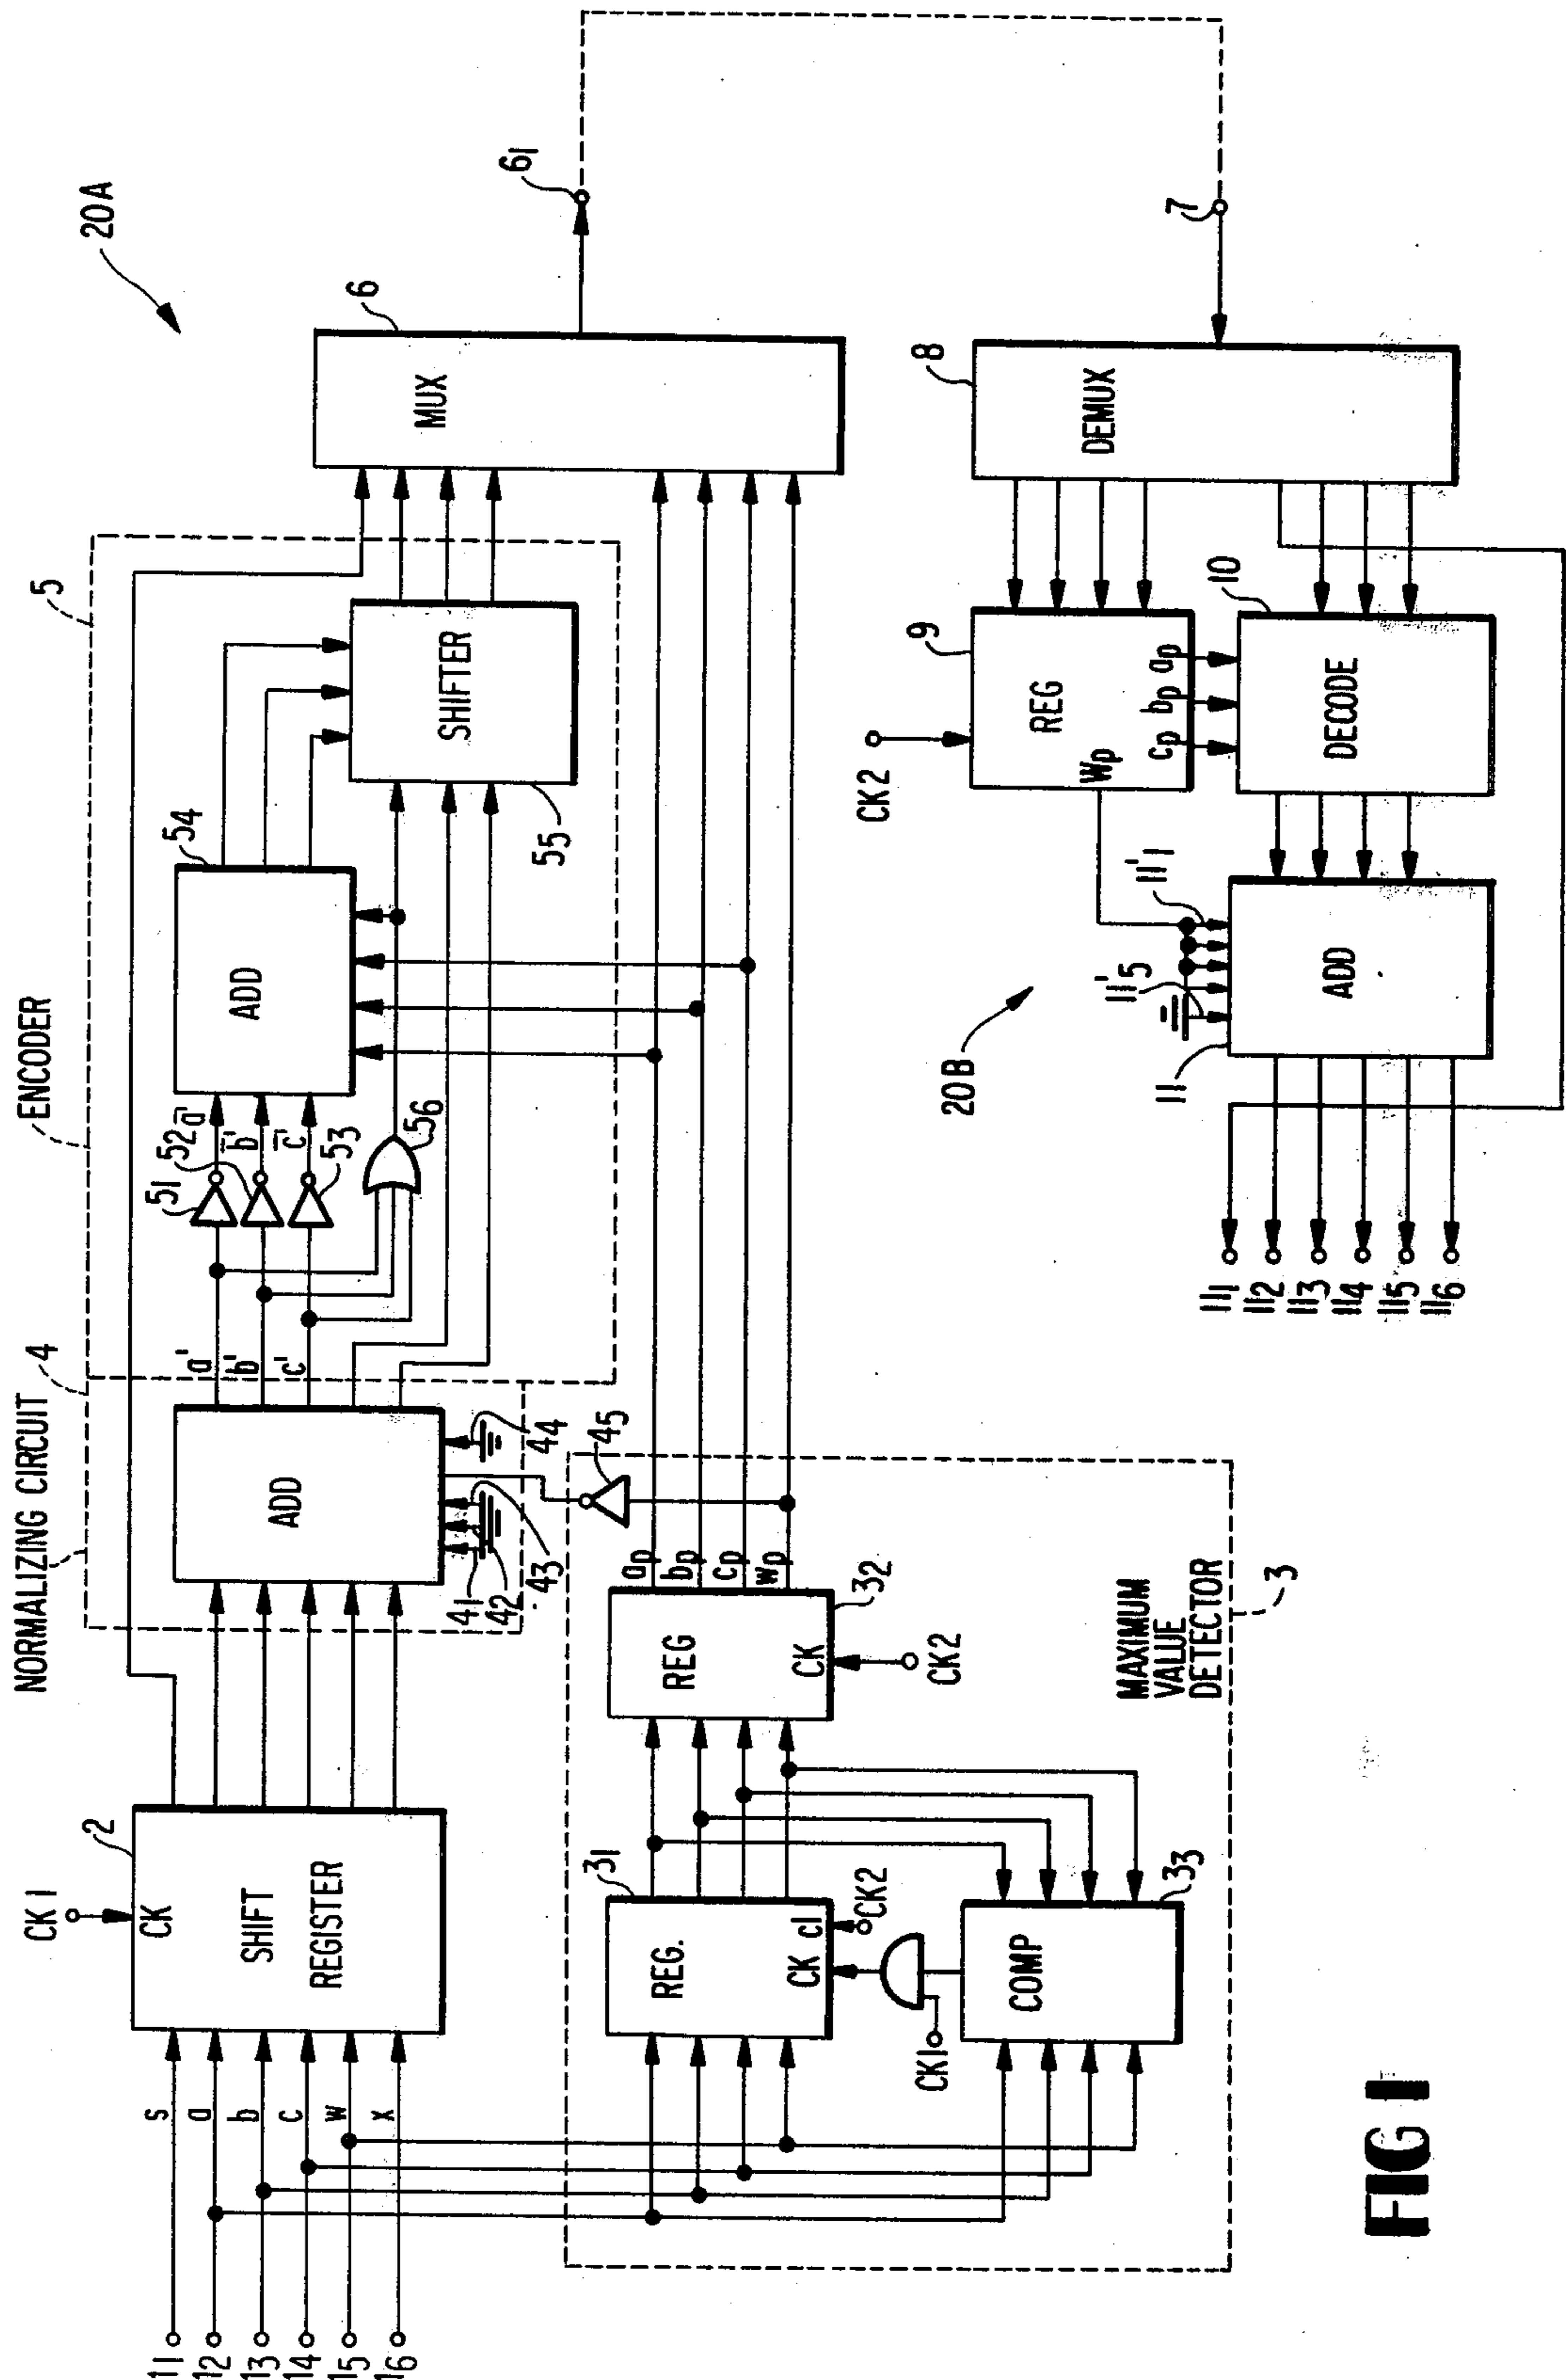 20A
NORMALIZING CIRCUIT
4
ENCODER
5
6
6₁
CK1
2
CK
SHIFT
REGISTER
ADD
ADD
54
SHIFTER
55
MUX
1₁
1₂
1₃
1₄
1₅
1₆
s
a
b
c
w
x
a'
b'
c'
5₁
5₂
5₃
a̅'
b̅'
c̅'
5₆
4₁
4₂
4₃
4₄
4₅
3₁
REG.
CK
cl
CK2
CK1
COMP
3₃
REG
CK
3₂
CK2
aₚ
bₚ
cₚ
wₚ
MAXIMUM
VALUE
DETECTOR
3
7
8
DEMUX
9
REG
CK2
Wₚ
cₚ
bₚ
aₚ
10
DECODE
11
ADD
11'₁
11'₅
20B
11₁
11₂
11₃
11₄
11₅
11₆
FIG 1